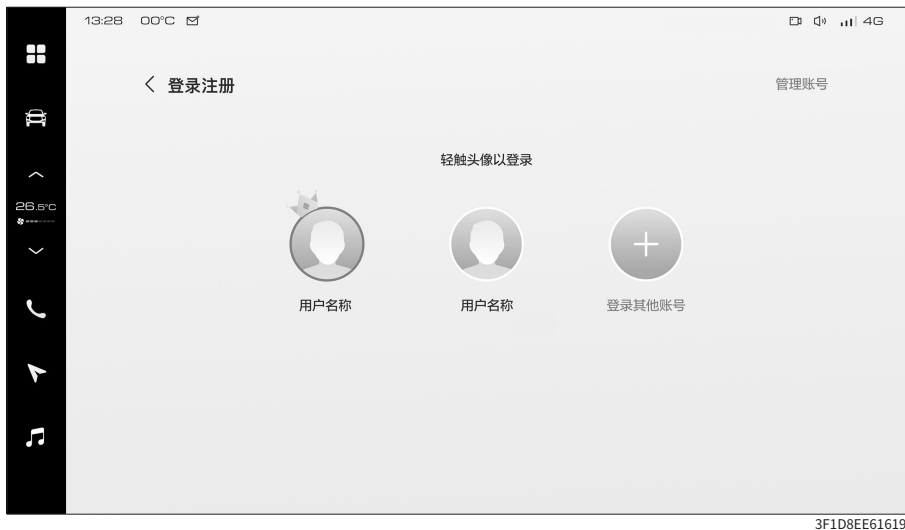 13:28 00°C 4G
登录注册 管理账号
轻触头像以登录
26.5°C
用户名称 用户名称 登录其他账号
3F1D8EE61619